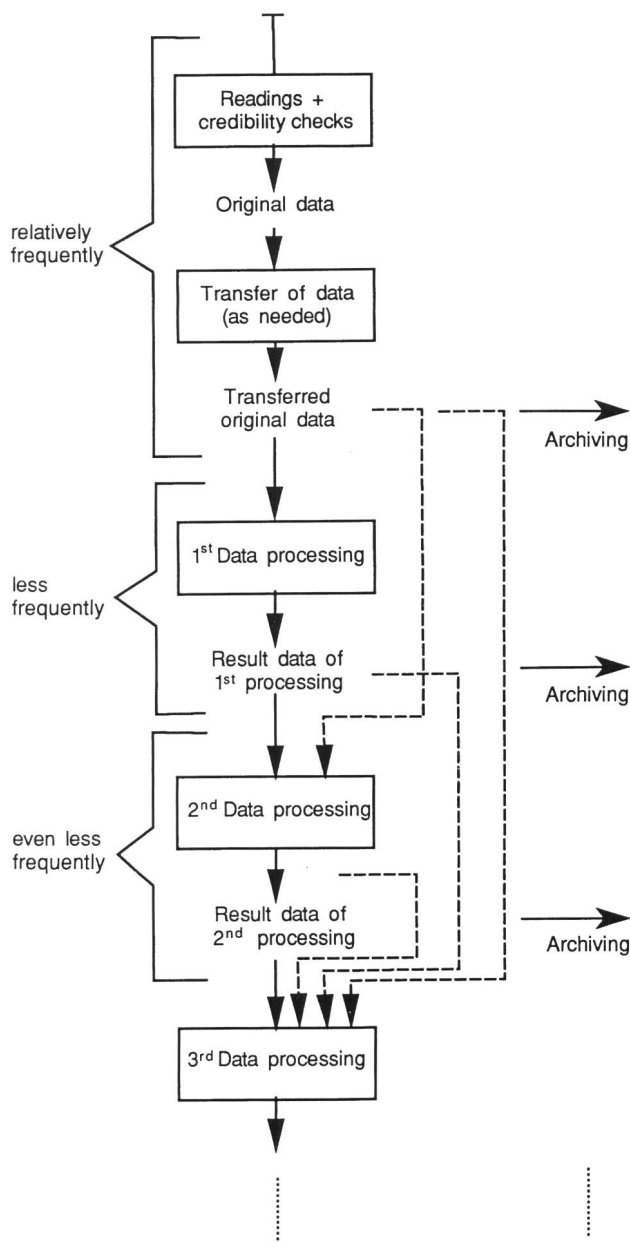 Readings +
credibility checks
Original data
relatively
frequently
Transfer of data
(as needed)
Transferred
original data
Archiving
1st Data processing
less
frequently
Result data of
1st processing
Archiving
2nd Data processing
even less
frequently
Result data of
2nd processing
Archiving
3rd Data processing